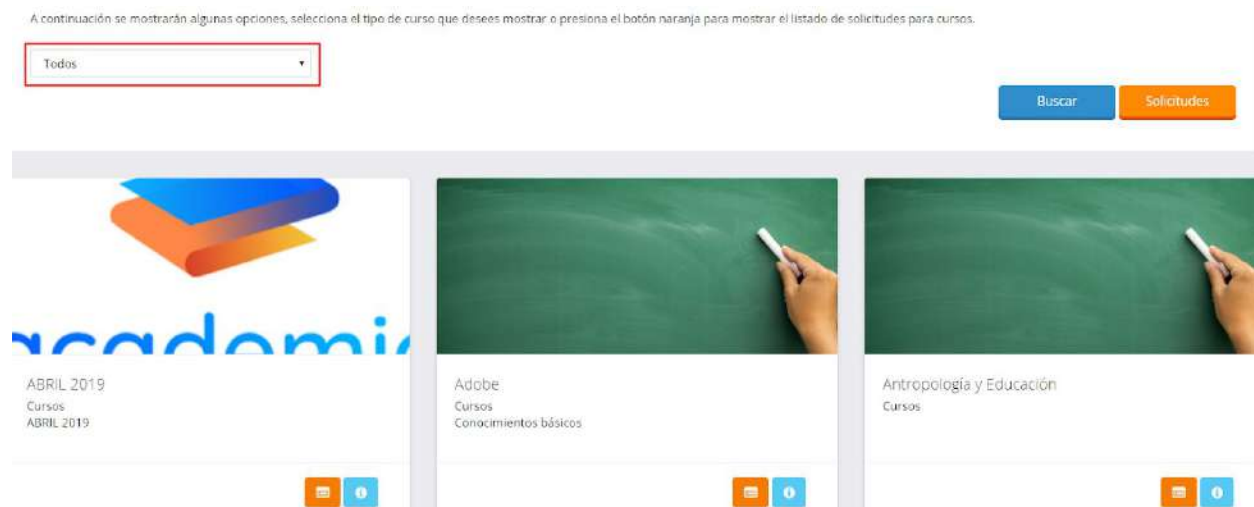 A continuación se mostrarán algunas opciones, selecciona el tipo de curso que desees mostrar o presiona el botón naranja para mostrar el listado de solicitudes para cursos.
Todos
Buscar Solicitudes
academic
ABRIL 2019
Cursos
ABRIL 2019
Adobe
Cursos
Conocimientos básicos
Antropología y Educación
Cursos